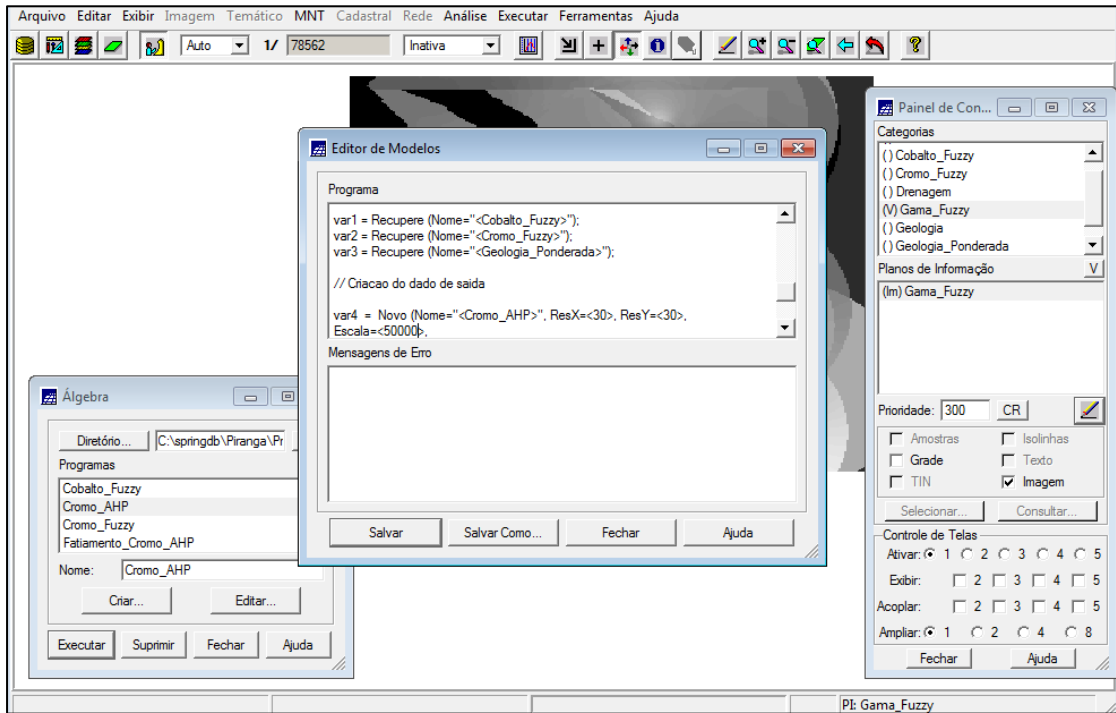 Arquivo Editar Exibir Imagem Temático MNT Cadastral Rede Análise Executar Ferramentas Ajuda
Auto 1/ 78562 Inativa
Painel de Con...
Categorias
( ) Cobalto_Fuzzy
( ) Cromo_Fuzzy
( ) Drenagem
(V) Gama_Fuzzy
( ) Geologia
( ) Geologia_Ponderada
Planos de Informação V
(Im) Gama_Fuzzy
Prioridade: 300 CR
Amostras Isolinhas
Grade Texto
TIN Imagem
Selecionar... Consultar...
Controle de Telas
Ativar: 1 2 3 4 5
Exibir: 2 3 4 5
Acoplar: 2 3 4 5
Ampliar: 1 2 4 8
Fechar Ajuda
Editor de Modelos
Programa
var1 = Recupere (Nome="<Cobalto_Fuzzy>");
var2 = Recupere (Nome="<Cromo_Fuzzy>");
var3 = Recupere (Nome="<Geologia_Ponderada>");
// Criacao do dado de saida
var4 = Novo (Nome="<Cromo_AHP>", ResX=<30>, ResY=<30>,
Escala=<50000>,
Mensagens de Erro
Salvar Salvar Como... Fechar Ajuda
Álgebra
Diretório... C:\springdb\Piranga\Pr
Programas
Cobalto_Fuzzy
Cromo_AHP
Cromo_Fuzzy
Fatiamento_Cromo_AHP
Nome: Cromo_AHP
Criar... Editar...
Executar Suprimir Fechar Ajuda
PI: Gama_Fuzzy